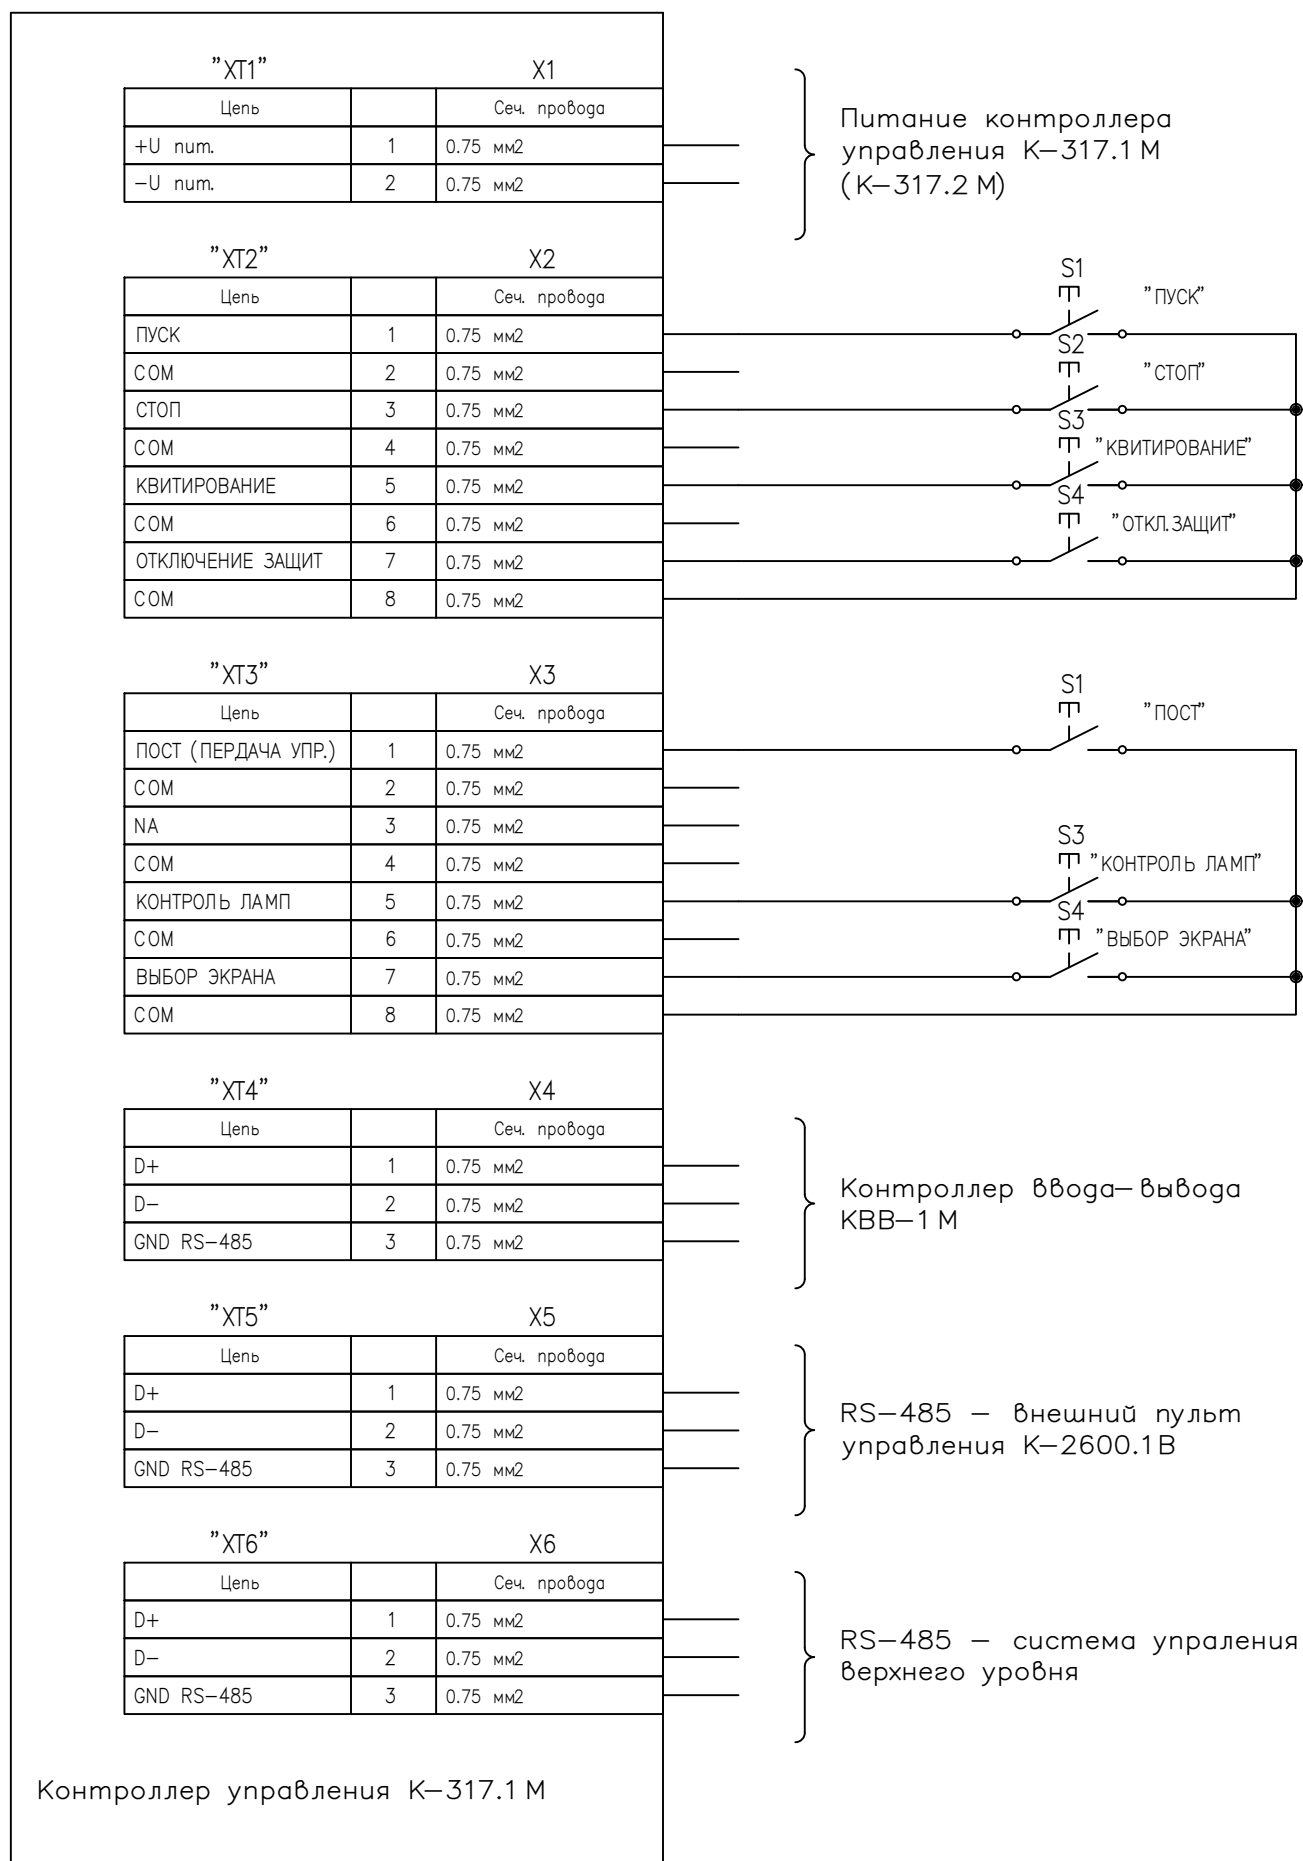 "XT1" X1
Цепь Сеч. провода
+U пит. 1 0.75 мм2
−U пит. 2 0.75 мм2
Питание контроллера
управления К−317.1 М
(К−317.2 М)
"XT2" X2
Цепь Сеч. провода
ПУСК 1 0.75 мм2
COM 2 0.75 мм2
СТОП 3 0.75 мм2
COM 4 0.75 мм2
КВИТИРОВАНИЕ 5 0.75 мм2
COM 6 0.75 мм2
ОТКЛЮЧЕНИЕ ЗАЩИТ 7 0.75 мм2
COM 8 0.75 мм2
S1
"ПУСК"
S2
"СТОП"
S3
"КВИТИРОВАНИЕ"
S4
"ОТКЛ.ЗАЩИТ"
"XT3" X3
Цепь Сеч. провода
ПОСТ (ПЕРДАЧА УПР.) 1 0.75 мм2
COM 2 0.75 мм2
NA 3 0.75 мм2
COM 4 0.75 мм2
КОНТРОЛЬ ЛАМП 5 0.75 мм2
COM 6 0.75 мм2
ВЫБОР ЭКРАНА 7 0.75 мм2
COM 8 0.75 мм2
S1
"ПОСТ"
S3
"КОНТРОЛЬ ЛАМП"
S4
"ВЫБОР ЭКРАНА"
"XT4" X4
Цепь Сеч. провода
D+ 1 0.75 мм2
D− 2 0.75 мм2
GND RS−485 3 0.75 мм2
Контроллер ввода−вывода
КВВ−1 М
"XT5" X5
Цепь Сеч. провода
D+ 1 0.75 мм2
D− 2 0.75 мм2
GND RS−485 3 0.75 мм2
RS−485 − внешний пульт
управления К−2600.1В
"XT6" X6
Цепь Сеч. провода
D+ 1 0.75 мм2
D− 2 0.75 мм2
GND RS−485 3 0.75 мм2
RS−485 − система упраления
верхнего уровня
Контроллер управления К−317.1 М